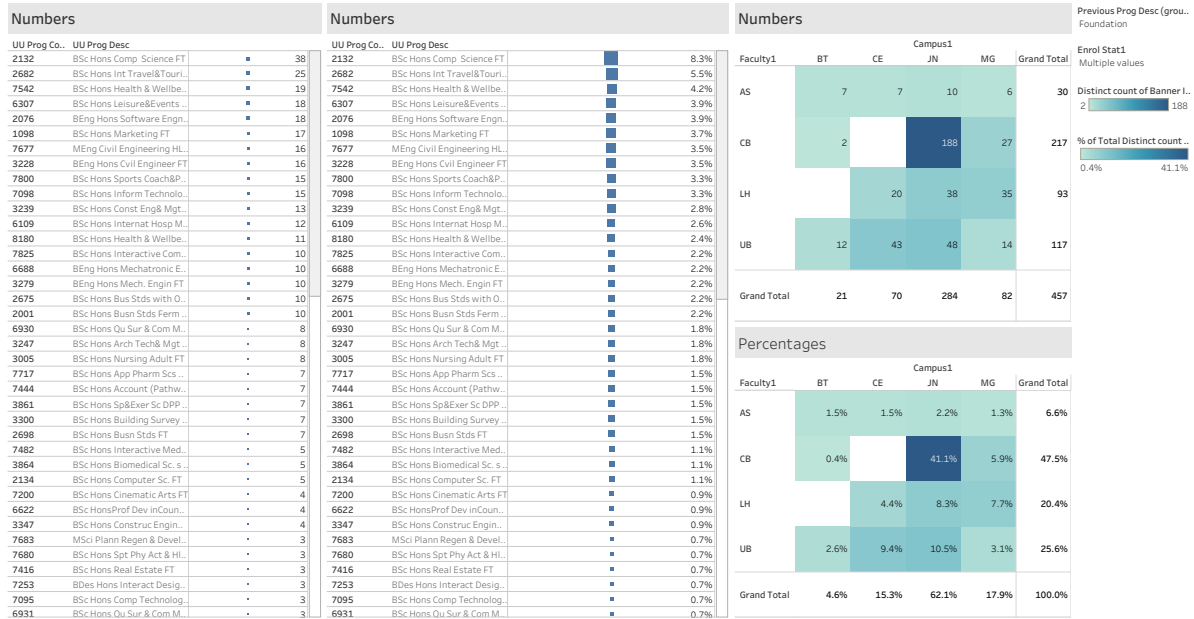 Numbers
UU Prog Co.. UU Prog Desc
2132 BSc Hons Comp Science FT 38
2682 BSc Hons Int Travel&Touri.. 25
7542 BSc Hons Health & Wellbe.. 19
6307 BSc Hons Leisure&Events .. 18
2076 BEng Hons Software Engn.. 18
1098 BSc Hons Marketing FT 17
7677 MEng Civil Engineering HL.. 16
3228 BEng Hons Cvil Engineer FT 16
7800 BSc Hons Sports Coach&P.. 15
7098 BSc Hons Inform Technolo.. 15
3239 BSc Hons Const Eng& Mgt.. 13
6109 BSc Hons Internat Hosp M.. 12
8180 BSc Hons Health & Wellbe.. 11
7825 BSc Hons Interactive Com.. 10
6688 BEng Hons Mechatronic E.. 10
3279 BEng Hons Mech. Engin FT 10
2675 BSc Hons Bus Stds with O.. 10
2001 BSc Hons Busn Stds Ferm .. 10
6930 BSc Hons Qu Sur & Com M.. 8
3247 BSc Hons Arch Tech& Mgt .. 8
3005 BSc Hons Nursing Adult FT 8
7717 BSc Hons App Pharm Scs .. 7
7444 BSc Hons Account (Pathw.. 7
3861 BSc Hons Sp&Exer Sc DPP .. 7
3300 BSc Hons Building Survey .. 7
2698 BSc Hons Busn Stds FT 7
7482 BSc Hons Interactive Med.. 5
3864 BSc Hons Biomedical Sc. s .. 5
2134 BSc Hons Computer Sc. FT 5
7200 BSc Hons Cinematic Arts FT 4
6622 BSc HonsProf Dev inCoun.. 4
3347 BSc Hons Construc Engin.. 4
7683 MSci Plann Regen & Devel.. 3
7680 BSc Hons Spt Phy Act & Hl.. 3
7416 BSc Hons Real Estate FT 3
7253 BDes Hons Interact Desig.. 3
7095 BSc Hons Comp Technolog.. 3
6931 BSc Hons Qu Sur & Com M.. 3
Numbers
UU Prog Co.. UU Prog Desc
2132 BSc Hons Comp Science FT 8.3%
2682 BSc Hons Int Travel&Touri.. 5.5%
7542 BSc Hons Health & Wellbe.. 4.2%
6307 BSc Hons Leisure&Events .. 3.9%
2076 BEng Hons Software Engn.. 3.9%
1098 BSc Hons Marketing FT 3.7%
7677 MEng Civil Engineering HL.. 3.5%
3228 BEng Hons Cvil Engineer FT 3.5%
7800 BSc Hons Sports Coach&P.. 3.3%
7098 BSc Hons Inform Technolo.. 3.3%
3239 BSc Hons Const Eng& Mgt.. 2.8%
6109 BSc Hons Internat Hosp M.. 2.6%
8180 BSc Hons Health & Wellbe.. 2.4%
7825 BSc Hons Interactive Com.. 2.2%
6688 BEng Hons Mechatronic E.. 2.2%
3279 BEng Hons Mech. Engin FT 2.2%
2675 BSc Hons Bus Stds with O.. 2.2%
2001 BSc Hons Busn Stds Ferm .. 2.2%
6930 BSc Hons Qu Sur & Com M.. 1.8%
3247 BSc Hons Arch Tech& Mgt .. 1.8%
3005 BSc Hons Nursing Adult FT 1.8%
7717 BSc Hons App Pharm Scs .. 1.5%
7444 BSc Hons Account (Pathw.. 1.5%
3861 BSc Hons Sp&Exer Sc DPP .. 1.5%
3300 BSc Hons Building Survey .. 1.5%
2698 BSc Hons Busn Stds FT 1.5%
7482 BSc Hons Interactive Med.. 1.1%
3864 BSc Hons Biomedical Sc. s .. 1.1%
2134 BSc Hons Computer Sc. FT 1.1%
7200 BSc Hons Cinematic Arts FT 0.9%
6622 BSc HonsProf Dev inCoun.. 0.9%
3347 BSc Hons Construc Engin.. 0.9%
7683 MSci Plann Regen & Devel.. 0.7%
7680 BSc Hons Spt Phy Act & Hl.. 0.7%
7416 BSc Hons Real Estate FT 0.7%
7253 BDes Hons Interact Desig.. 0.7%
7095 BSc Hons Comp Technolog.. 0.7%
6931 BSc Hons Qu Sur & Com M.. 0.7%
Numbers
Campus1
Faculty1 BT CE JN MG Grand Total
AS 7 7 10 6 30
CB 2 188 27 217
LH 20 38 35 93
UB 12 43 48 14 117
Grand Total 21 70 284 82 457
Percentages
Campus1
Faculty1 BT CE JN MG Grand Total
AS 1.5% 1.5% 2.2% 1.3% 6.6%
CB 0.4% 41.1% 5.9% 47.5%
LH 4.4% 8.3% 7.7% 20.4%
UB 2.6% 9.4% 10.5% 3.1% 25.6%
Grand Total 4.6% 15.3% 62.1% 17.9% 100.0%
Previous Prog Desc (grou..
Foundation
Enrol Stat1
Multiple values
Distinct count of Banner I..
2 188
% of Total Distinct count ..
0.4% 41.1%